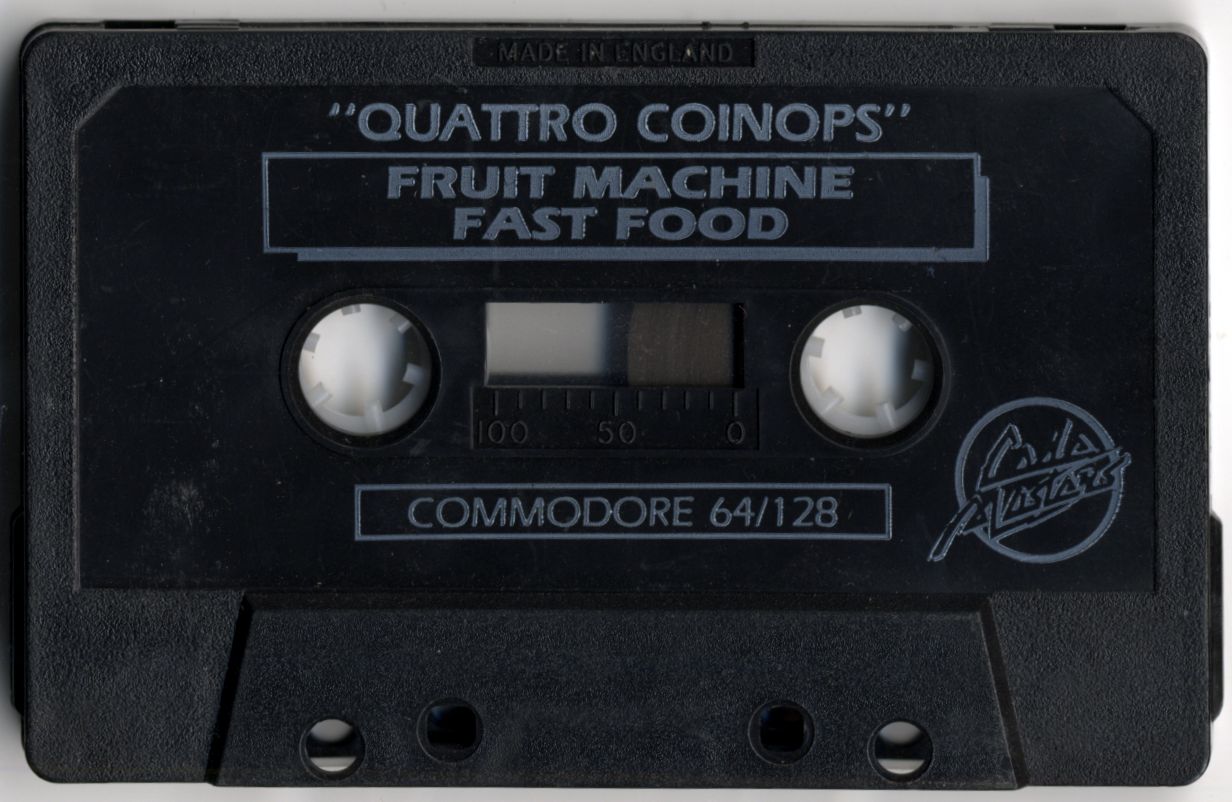 MADE IN ENGLAND
"QUATTRO COINOPS"
FRUIT MACHINE
FAST FOOD
100 50 0
COMMODORE 64/128
Code
Masters